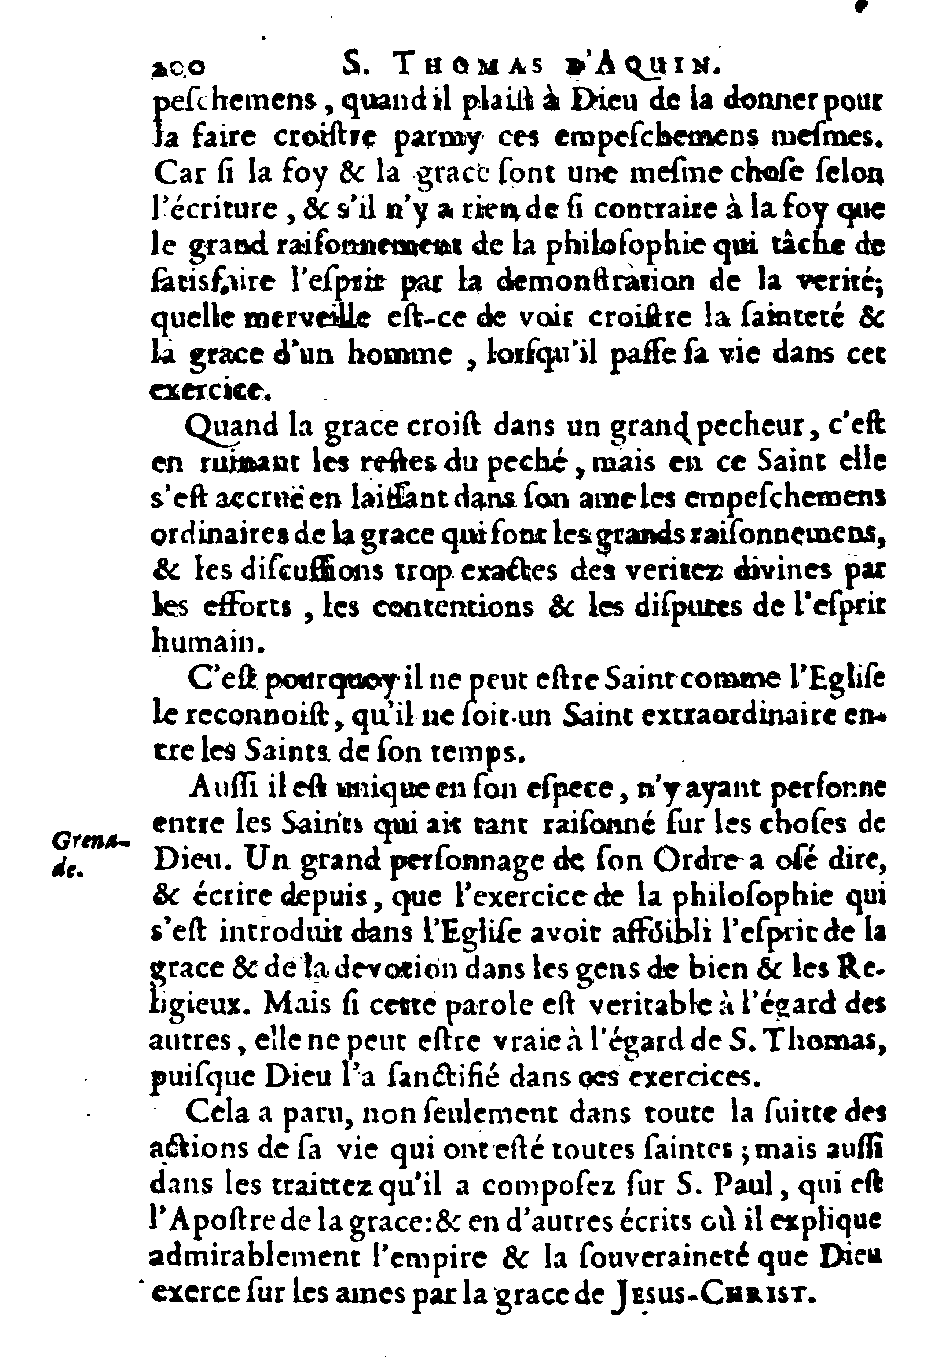 200 S. THOMAS D'AQUIN.
peſchemens, quand il plaiſt à Dieu de la donner pour
la faire croiſtre parmy ces empeſchemens meſmes.
Car ſi la foy & la grace ſont une meſme choſe ſelon
l'écriture, & s'il n'y a rien de ſi contraire à la foy que
le grand raiſonnement de la philoſophie qui tâche de
ſatisfaire l'eſprit par la demonſtration de la verité;
quelle merveille eſt-ce de voir croiſtre la ſainteté &
la grace d'un homme, lorſqu'il paſſe ſa vie dans cet
exercice.
Quand la grace croiſt dans un grand pecheur, c'eſt
en ruinant les reſtes du peché, mais en ce Saint elle
s'eſt accruë en laiſſant dans ſon ame les empeſchemens
ordinaires de la grace qui ſont les grands raiſonnemens,
& les diſcuſſions trop exactes des veritez divines par
les efforts, les contentions & les diſputes de l'eſprit
humain.
C'eſt pourquoy il ne peut eſtre Saint comme l'Egliſe
le reconnoiſt, qu'il ne ſoit un Saint extraordinaire en-
tre les Saints de ſon temps.
Auſſi il eſt unique en ſon eſpece, n'y ayant perſonne
entre les Saints qui ait tant raiſonné ſur les choſes de
Grena-
de.
Dieu. Un grand perſonnage de ſon Ordre a oſé dire,
& écrire depuis, que l'exercice de la philoſophie qui
s'eſt introduit dans l'Egliſe avoit affoibli l'eſprit de la
grace & de la devotion dans les gens de bien & les Re-
ligieux. Mais ſi cette parole eſt veritable à l'égard des
autres, elle ne peut eſtre vraie à l'égard de S. Thomas,
puiſque Dieu l'a ſanctifié dans ces exercices.
Cela a paru, non ſeulement dans toute la ſuitte des
actions de ſa vie qui ont eſté toutes ſaintes; mais auſſi
dans les traittez qu'il a compoſez ſur S. Paul, qui eſt
l'Apoſtre de la grace: & en d'autres écrits où il explique
admirablement l'empire & la ſouveraineté que Dieu
exerce ſur les ames par la grace de JESUS-CHRIST.